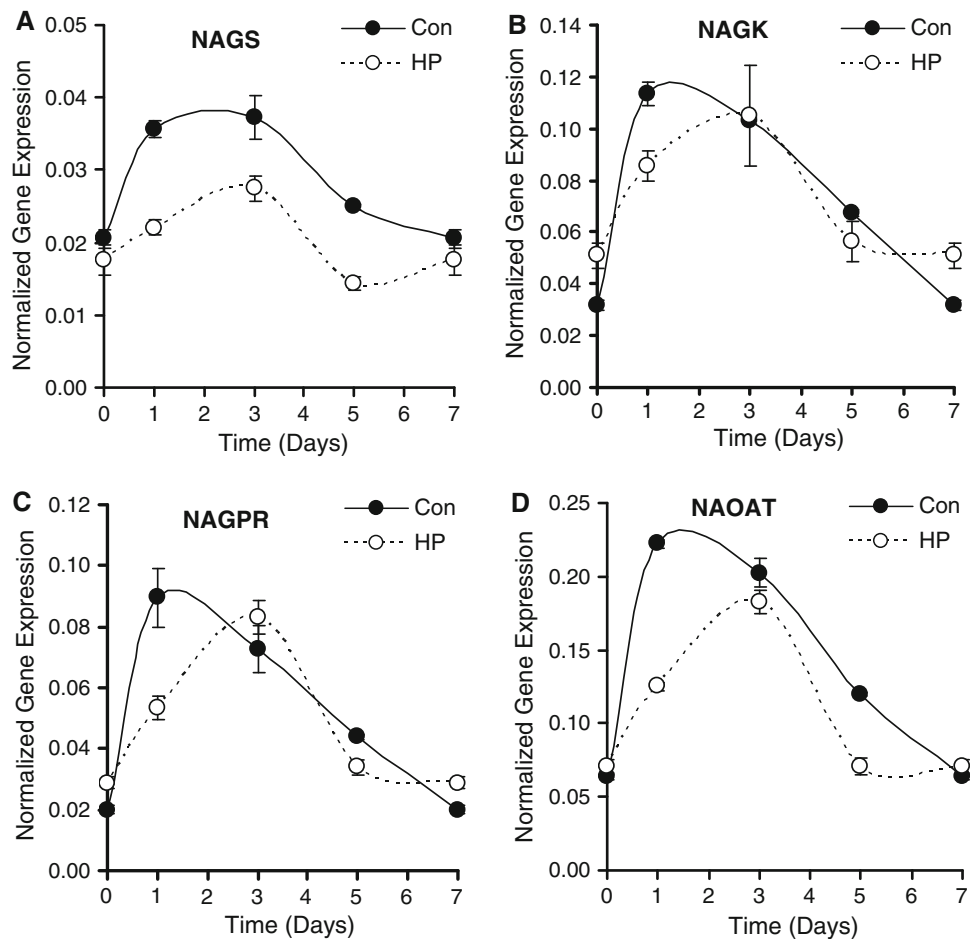 A
NAGS
Con
HP
Normalized Gene Expression
0.05
0.04
0.03
0.02
0.01
0.00
0 1 2 3 4 5 6 7
Time (Days)
B
NAGK
Con
HP
Normalized Gene Expression
0.14
0.12
0.10
0.08
0.06
0.04
0.02
0.00
0 1 2 3 4 5 6 7
Time (Days)
C
NAGPR
Con
HP
Normalized Gene Expression
0.12
0.10
0.08
0.06
0.04
0.02
0.00
0 1 2 3 4 5 6 7
Time (Days)
D
NAOAT
Con
HP
Normalized Gene Expression
0.25
0.20
0.15
0.10
0.05
0.00
0 1 2 3 4 5 6 7
Time (Days)